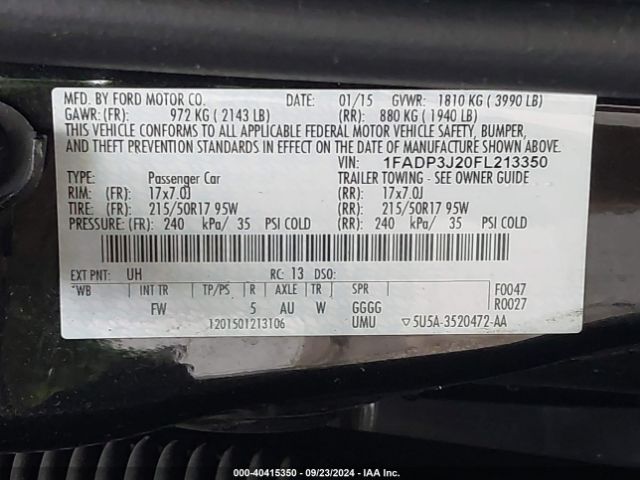 MFD. BY FORD MOTOR CO. DATE: 01/15 GVWR: 1810 KG ( 3990 LB)
GAWR: (FR): 972 KG ( 2143 LB) (RR): 880 KG ( 1940 LB)
THIS VEHICLE CONFORMS TO ALL APPLICABLE FEDERAL MOTOR VEHICLE SAFETY, BUMPER,
AND THEFT PREVENTION STANDARDS IN EFFECT ON THE DATE OF MANUFACTURE SHOWN ABOVE.
VIN: 1FADP3J20FL213350
TYPE: Passenger Car TRAILER TOWING - SEE OWNER GUIDE
RIM: (FR): 17x7.0J (RR): 17x7.0J
TIRE: (FR): 215/50R17 95W (RR): 215/50R17 95W
PRESSURE: (FR): 240 kPa/ 35 PSI COLD (RR): 240 kPa/ 35 PSI COLD
EXT PNT: UH RC: 13 DSO:
*WB INT TR TP/PS R AXLE TR SPR F0047
FW 5 AU W GGGG R0027
1201501213106 UMU ▽5U5A-3520472-AA
000-40415350 - 09/23/2024 - IAA Inc.